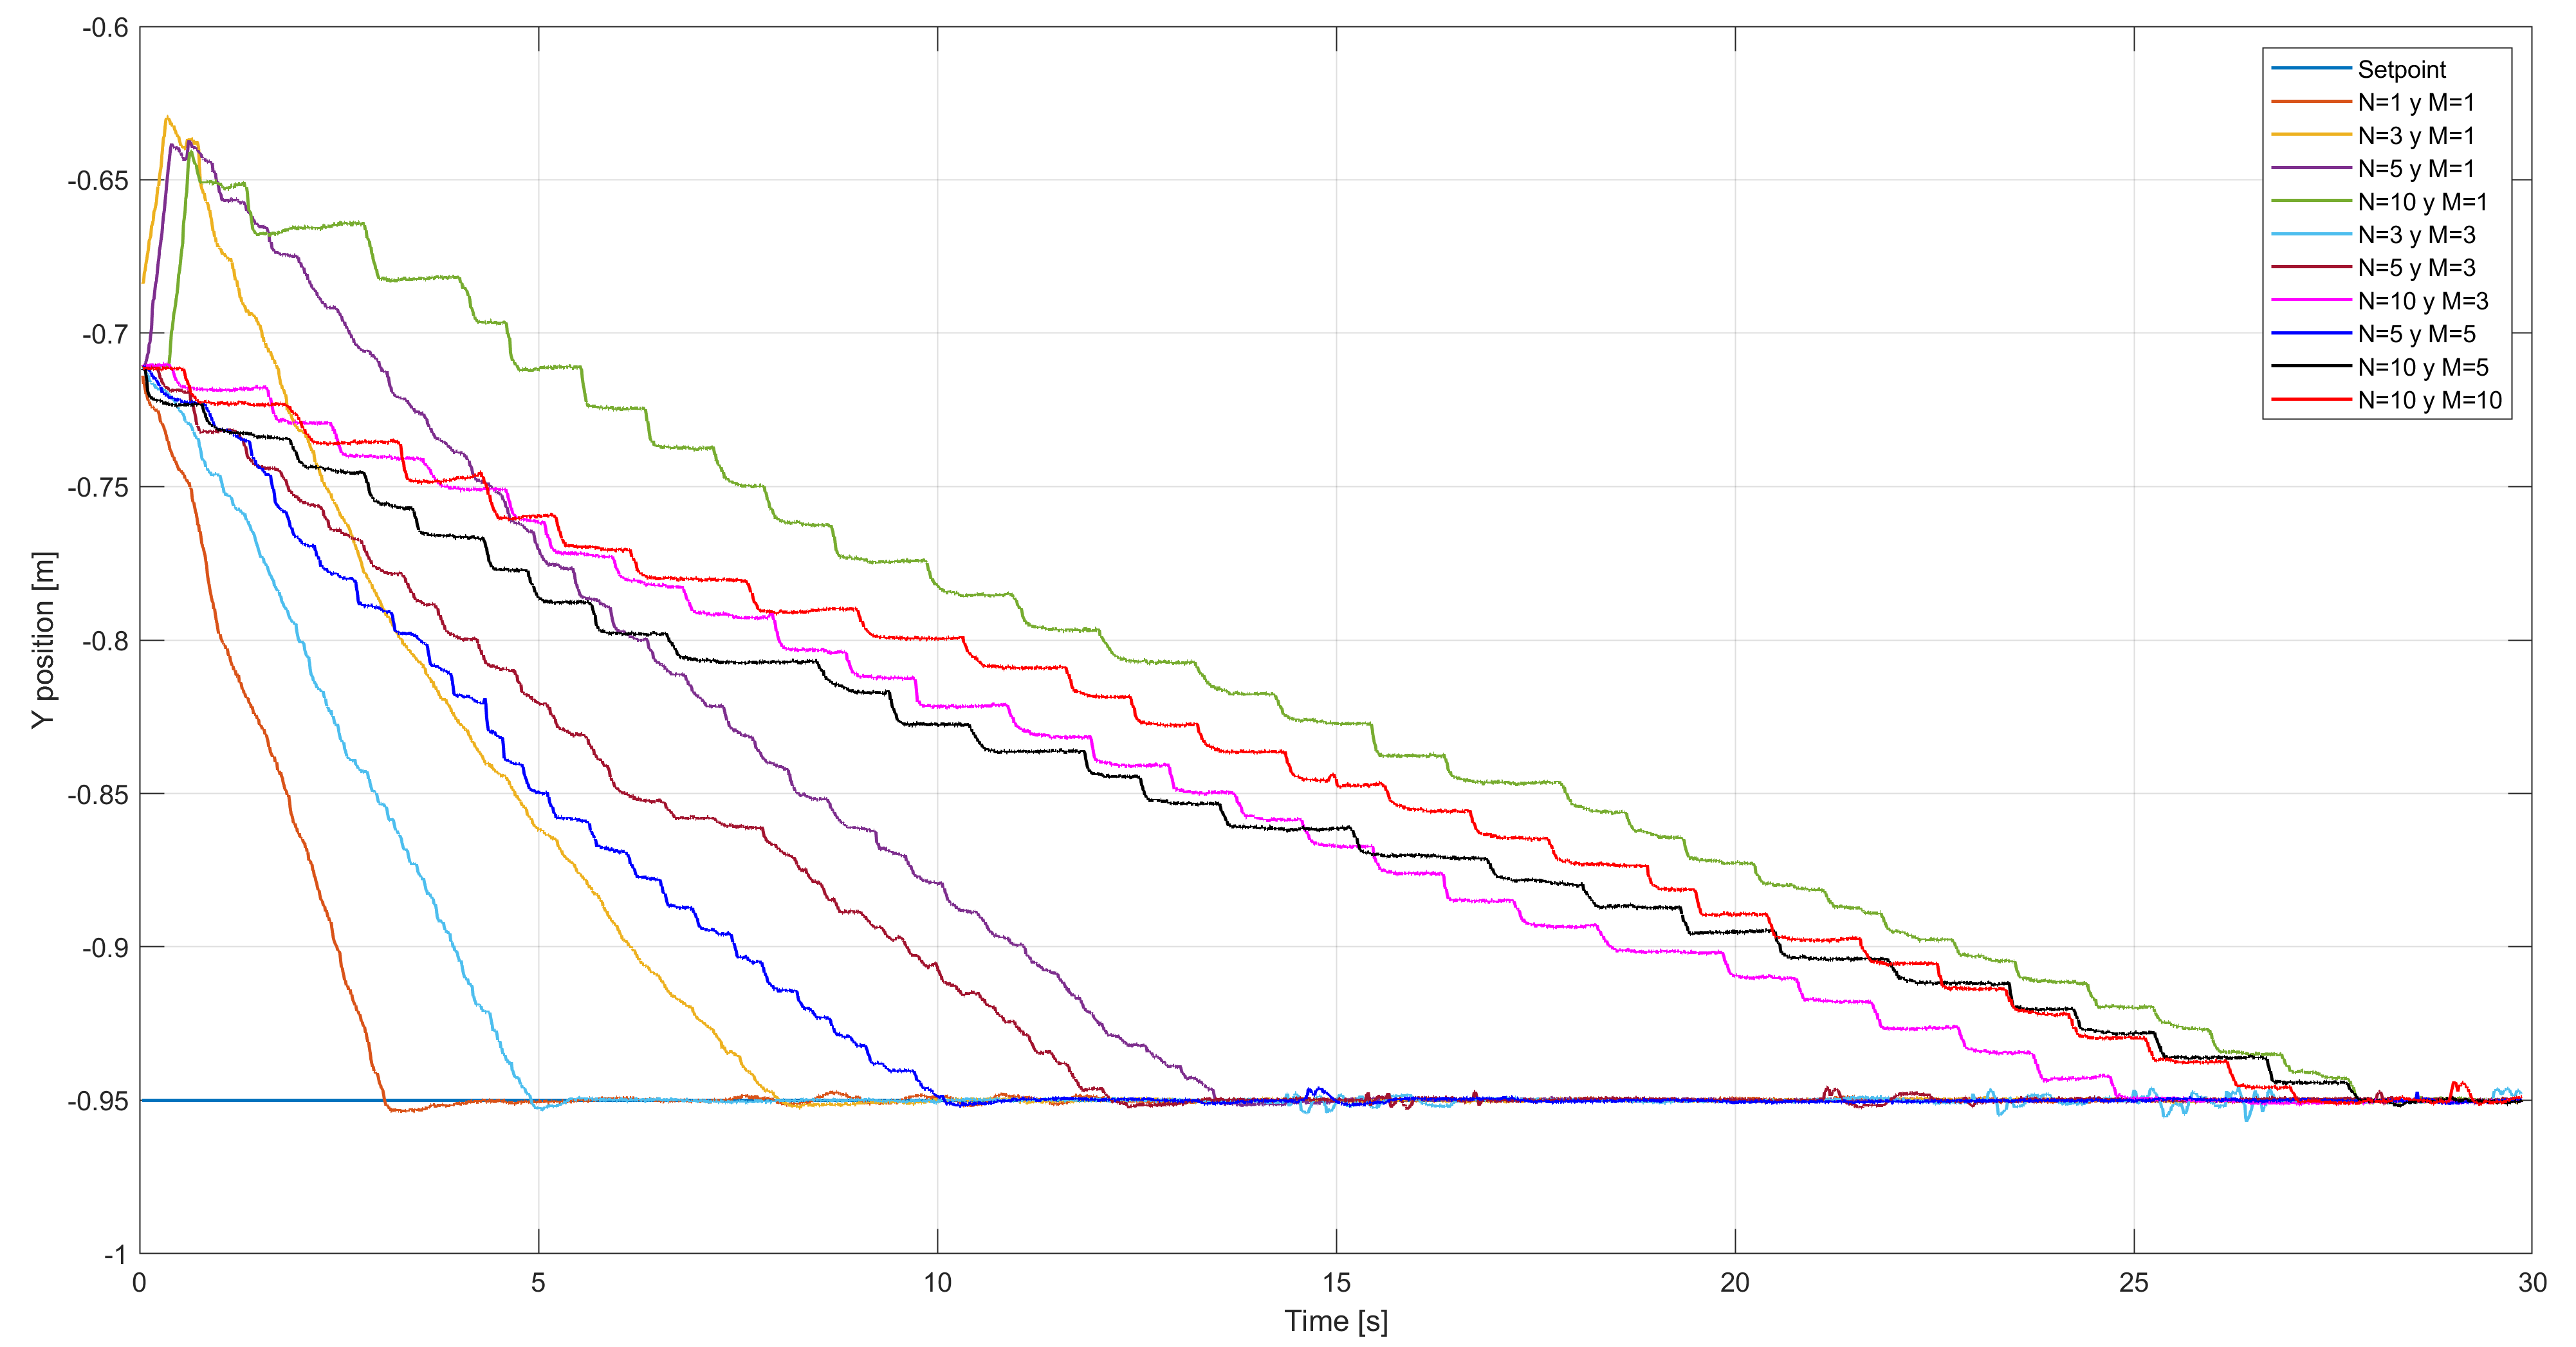 -0.6
-0.65
-0.7
-0.75
-0.8
-0.85
-0.9
-0.95
-1
Y position [m]
0
5
10
15
20
25
30
Time [s]
Setpoint
N=1 y M=1
N=3 y M=1
N=5 y M=1
N=10 y M=1
N=3 y M=3
N=5 y M=3
N=10 y M=3
N=5 y M=5
N=10 y M=5
N=10 y M=10